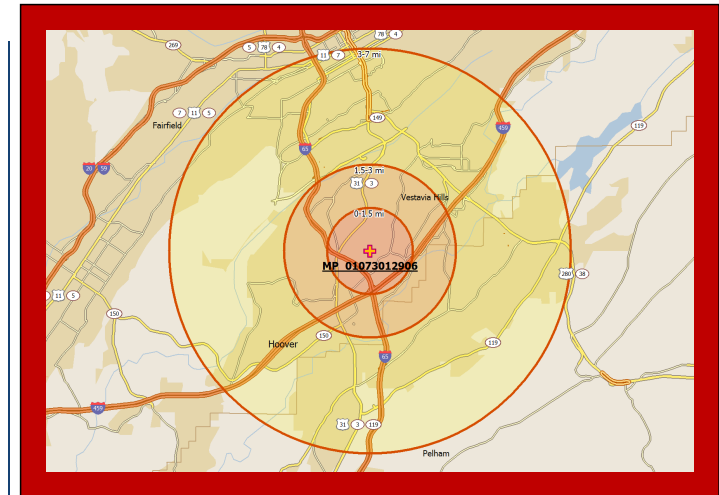 78 4
269
5 78 4
11 7
3-7 mi
7 11 5
149
Fairfield
459
119
65
20 59
1.5-3 mi
31 3
Vestavia Hills
0-1.5 mi
MP_01073012906
280 38
11 5
150
150
Hoover
119
65
459
31 3 119
Pelham